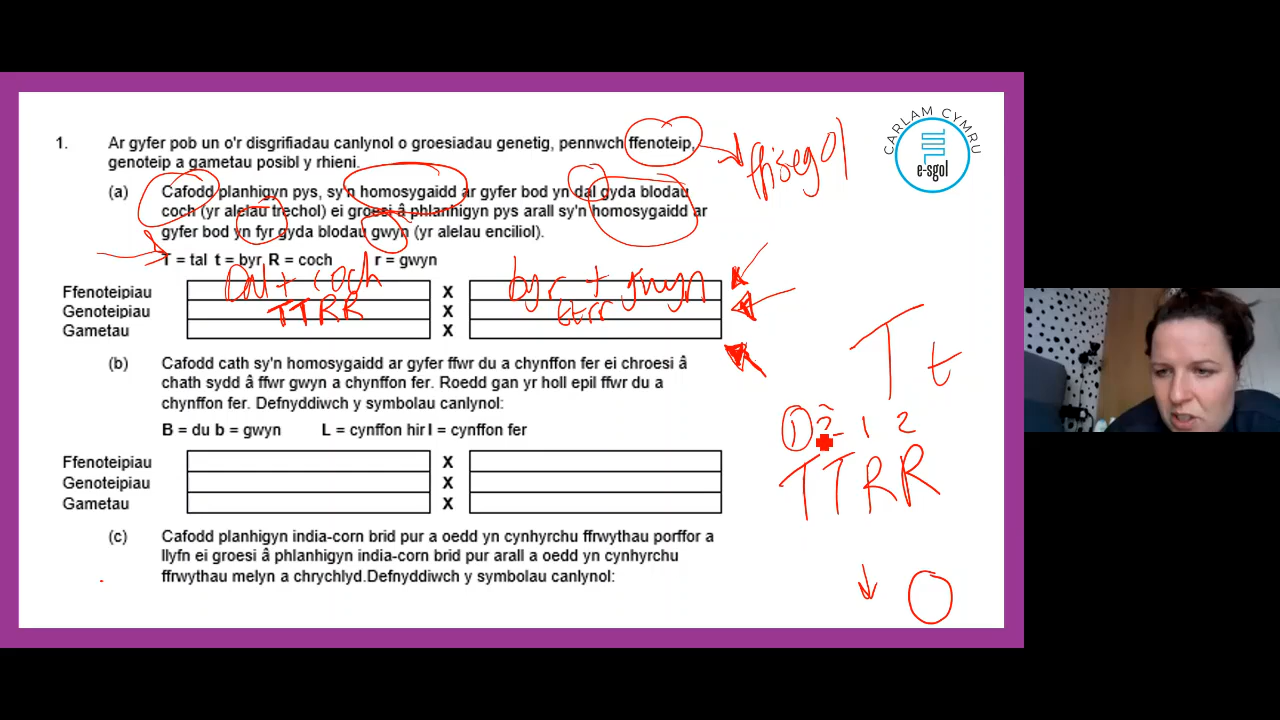 CARLAM CYMRU
e-sgol
1. Ar gyfer pob un o'r disgrifiadau canlynol o groesiadau genetig, pennwch ffenoteip,
genoteip a gametau posibl y rhieni.
ffisegol
(a) Cafodd planhigyn pys, sy'n homosygaidd ar gyfer bod yn dal gyda blodau
coch (yr alelau trechol) ei groesi â phlanhigyn pys arall sy'n homosygaidd ar
gyfer bod yn fyr gyda blodau gwyn (yr alelau enciliol).
T = tal t = byr, R = coch r = gwyn
Ffenoteipiau Dal + coch X byr + gwyn
Genoteipiau TTRR X ttrr
Gametau X
T t
(b) Cafodd cath sy'n homosygaidd ar gyfer ffwr du a chynffon fer ei chroesi â
chath sydd â ffwr gwyn a chynffon fer. Roedd gan yr holl epil ffwr du a
chynffon fer. Defnyddiwch y symbolau canlynol:
1 2 1 2
B = du b = gwyn L = cynffon hir l = cynffon fer
TTRR
Ffenoteipiau X
Genoteipiau X
Gametau X
(c) Cafodd planhigyn india-corn brid pur a oedd yn cynhyrchu ffrwythau porffor a
llyfn ei groesi â phlanhigyn india-corn brid pur arall a oedd yn cynhyrchu
ffrwythau melyn a chrychlyd.Defnyddiwch y symbolau canlynol: